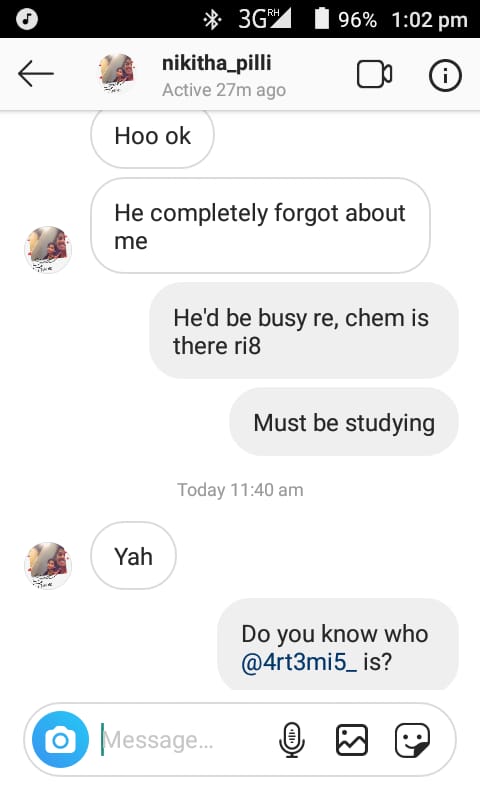 3G RH 96% 1:02 pm
nikitha_pilli
Active 27m ago
Hoo ok
He completely forgot about
me
He'd be busy re, chem is
there ri8
Must be studying
Today 11:40 am
Yah
Do you know who
@4rt3mi5_ is?
Message...